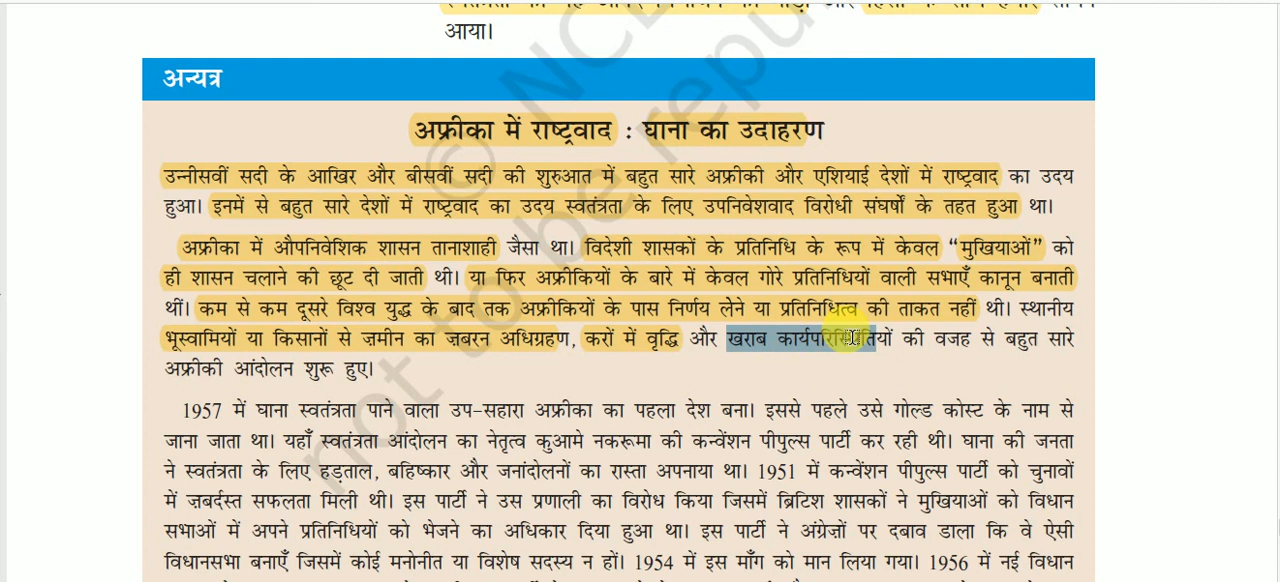 आया।
अन्यत्र
अफ्रीका में राष्ट्रवाद : घाना का उदाहरण
उन्नीसवीं सदी के आखिर और बीसवीं सदी की शुरुआत में बहुत सारे अफ्रीकी और एशियाई देशों में राष्ट्रवाद का उदय
हुआ। इनमें से बहुत सारे देशों में राष्ट्रवाद का उदय स्वतंत्रता के लिए उपनिवेशवाद विरोधी संघर्षों के तहत हुआ था।
अफ्रीका में औपनिवेशिक शासन तानाशाही जैसा था। विदेशी शासकों के प्रतिनिधि के रूप में केवल “मुखियाओं” को
ही शासन चलाने की छूट दी जाती थी। या फिर अफ्रीकियों के बारे में केवल गोरे प्रतिनिधियों वाली सभाएँ कानून बनाती
थीं। कम से कम दूसरे विश्व युद्ध के बाद तक अफ्रीकियों के पास निर्णय लेने या प्रतिनिधित्व की ताकत नहीं थी। स्थानीय
भूस्वामियों या किसानों से ज़मीन का जबरन अधिग्रहण, करों में वृद्धि और खराब कार्यपरिस्थितियों की वजह से बहुत सारे
अफ्रीकी आंदोलन शुरू हुए।
1957 में घाना स्वतंत्रता पाने वाला उप-सहारा अफ्रीका का पहला देश बना। इससे पहले उसे गोल्ड कोस्ट के नाम से
जाना जाता था। यहाँ स्वतंत्रता आंदोलन का नेतृत्व कुआमे नकरूमा की कन्वेंशन पीपुल्स पार्टी कर रही थी। घाना की जनता
ने स्वतंत्रता के लिए हड़ताल, बहिष्कार और जनांदोलनों का रास्ता अपनाया था। 1951 में कन्वेंशन पीपुल्स पार्टी को चुनावों
में ज़बर्दस्त सफलता मिली थी। इस पार्टी ने उस प्रणाली का विरोध किया जिसमें ब्रिटिश शासकों ने मुखियाओं को विधान
सभाओं में अपने प्रतिनिधियों को भेजने का अधिकार दिया हुआ था। इस पार्टी ने अंग्रेज़ों पर दबाव डाला कि वे ऐसी
विधानसभा बनाएँ जिसमें कोई मनोनीत या विशेष सदस्य न हों। 1954 में इस माँग को मान लिया गया। 1956 में नई विधान
© NCE
not to be repu